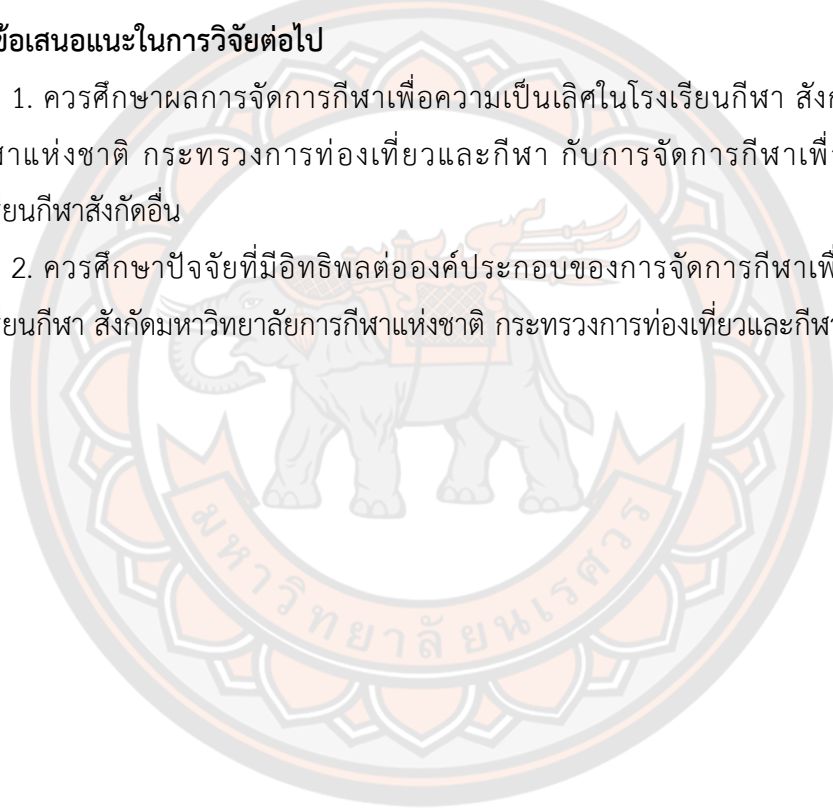 ข้อเสนอแนะในการวิจัยต่อไป
1. ควรศึกษาผลการจัดการกีฬาเพื่อความเป็นเลิศในโรงเรียนกีฬา
แห่งชาติ กระทรวงการท่องเที่ยวและกีฬา กับการจัดการกีฬา
กีฬาสังกัดอื่น
2. ควรศึกษาปัจจัยที่มีอิทธิพลต่อองค์ประกอบของการจัดการกีฬา
กีฬา สังกัดมหาวิทยาลัยการกีฬาแห่งชาติ กระทรวงการท่องเที่ยวและกีฬา
มหาวิทยาลัยนเรศวร